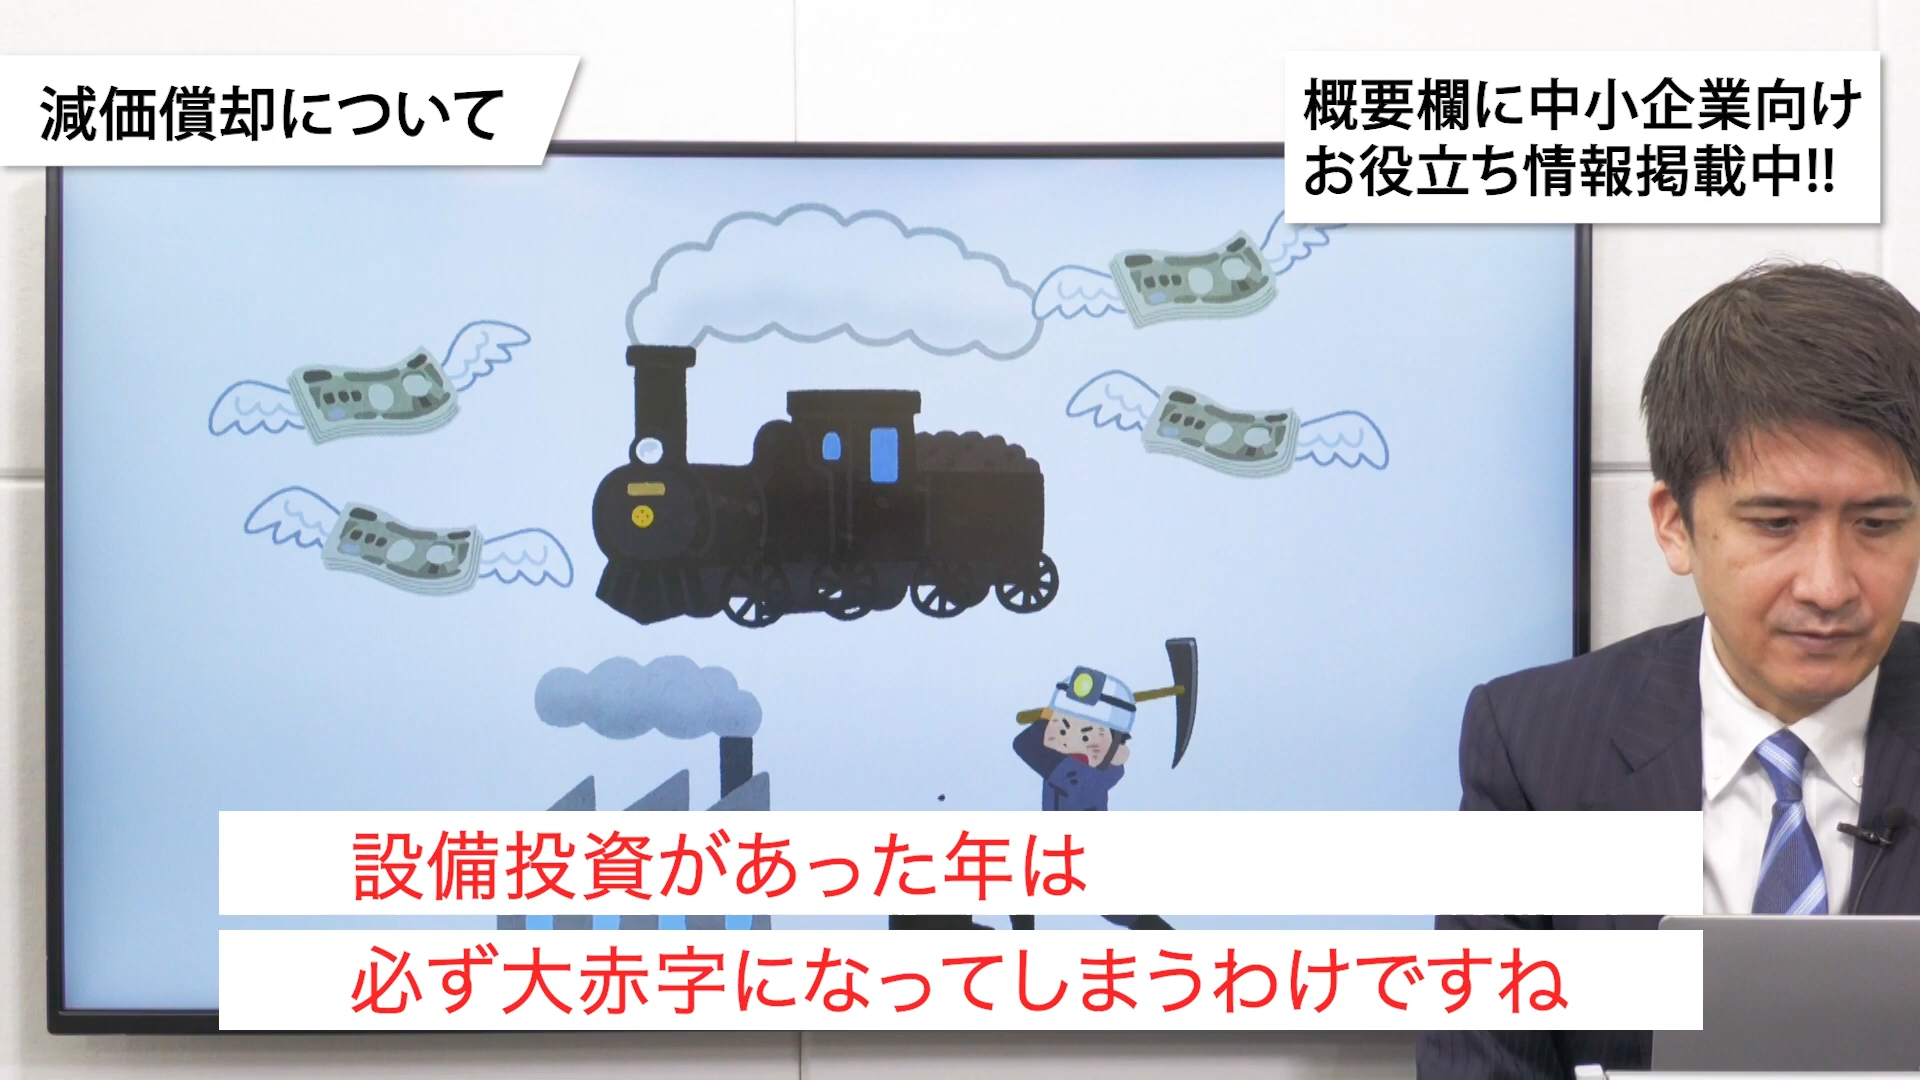 減価償却について
概要欄に中小企業向け
お役立ち情報掲載中!!
設備投資があった年は
必ず大赤字になってしまうわけですね